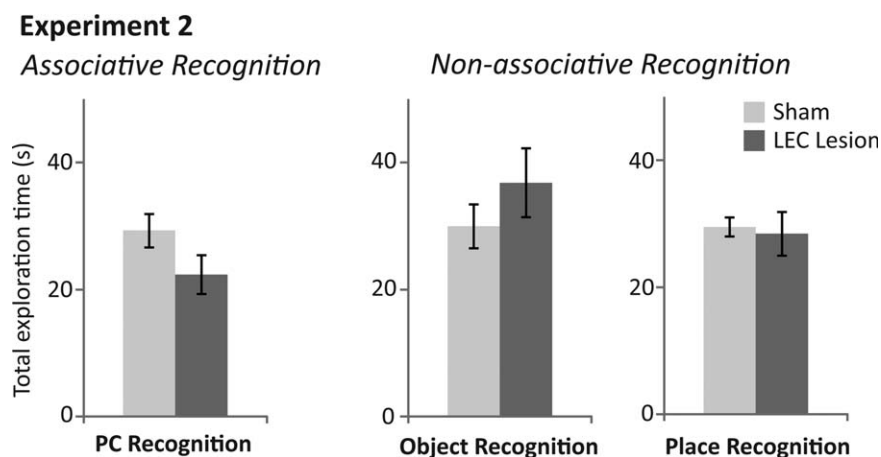 Experiment 2
Associative Recognition
Non-associative Recognition
Total exploration time (s)
40
20
0
PC Recognition
40
20
0
Object Recognition
Sham
LEC Lesion
40
20
0
Place Recognition